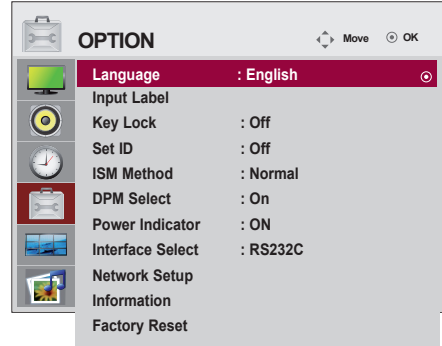 OPTION Move OK
Language : English
Input Label
Key Lock : Off
Set ID : Off
ISM Method : Normal
DPM Select : On
Power Indicator : ON
Interface Select : RS232C
Network Setup
Information
Factory Reset